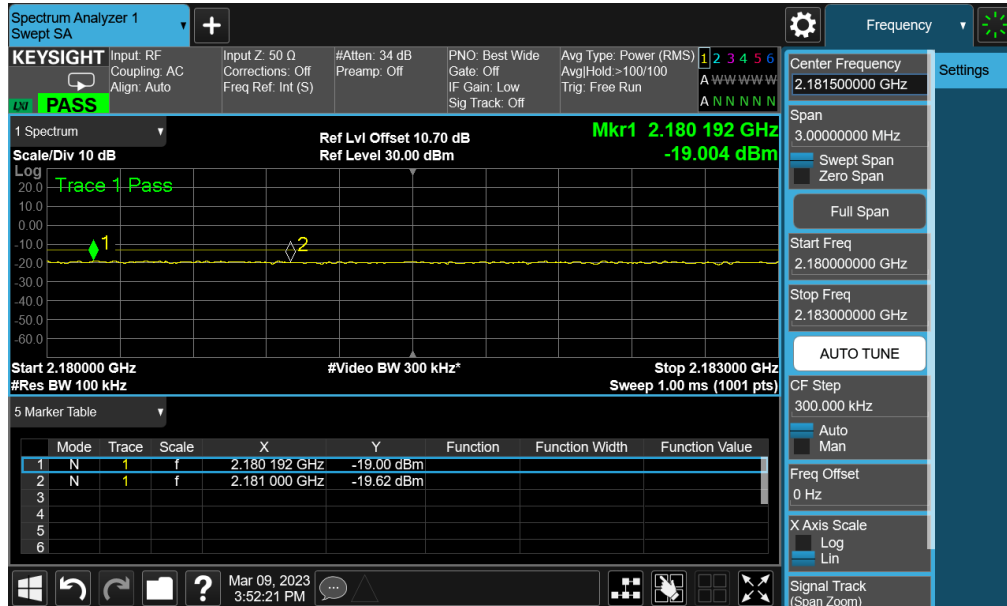 Spectrum Analyzer 1
Swept SA
+
Frequency
KEYSIGHT
LXI PASS
Input: RF
Coupling: AC
Align: Auto
Input Z: 50 Ω
Corrections: Off
Freq Ref: Int (S)
#Atten: 34 dB
Preamp: Off
PNO: Best Wide
Gate: Off
IF Gain: Low
Sig Track: Off
Avg Type: Power (RMS)
Avg|Hold:>100/100
Trig: Free Run
1 2 3 4 5 6
A W W W W W
A N N N N N
1 Spectrum
Scale/Div 10 dB
Ref Lvl Offset 10.70 dB
Ref Level 30.00 dBm
Mkr1 2.180 192 GHz
-19.004 dBm
Log
Trace 1 Pass
20.0
10.0
0.00
-10.0
-20.0
-30.0
-40.0
-50.0
-60.0
1
2
Start 2.180000 GHz
#Video BW 300 kHz*
Stop 2.183000 GHz
#Res BW 100 kHz
Sweep 1.00 ms (1001 pts)
5 Marker Table
Mode Trace Scale X Y Function Function Width Function Value
1 N 1 f 2.180 192 GHz -19.00 dBm
2 N 1 f 2.181 000 GHz -19.62 dBm
3
4
5
6
?
Mar 09, 2023
3:52:21 PM
Center Frequency
2.181500000 GHz
Settings
Span
3.00000000 MHz
Swept Span
Zero Span
Full Span
Start Freq
2.180000000 GHz
Stop Freq
2.183000000 GHz
AUTO TUNE
CF Step
300.000 kHz
Auto
Man
Freq Offset
0 Hz
X Axis Scale
Log
Lin
Signal Track
(Span Zoom)